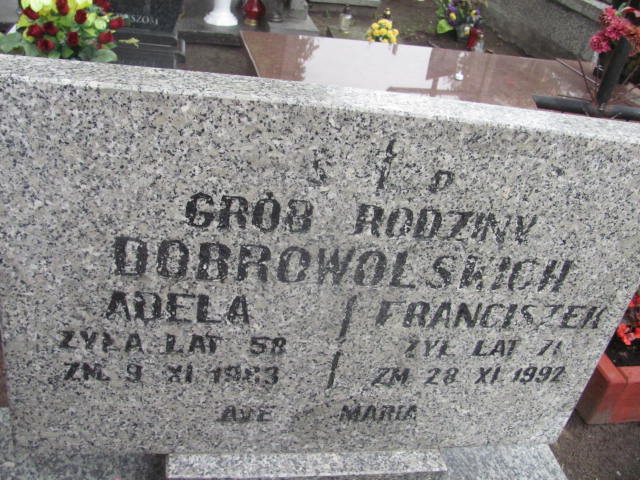 Ś P
GRÓB RODZINY
DOBROWOLSKICH
ADELA
ŻYŁA LAT 58
ZM. 9 XI 1983
FRANCISZEK
ŻYŁ LAT 71
ZM 28 XI 1992
AVE MARIA